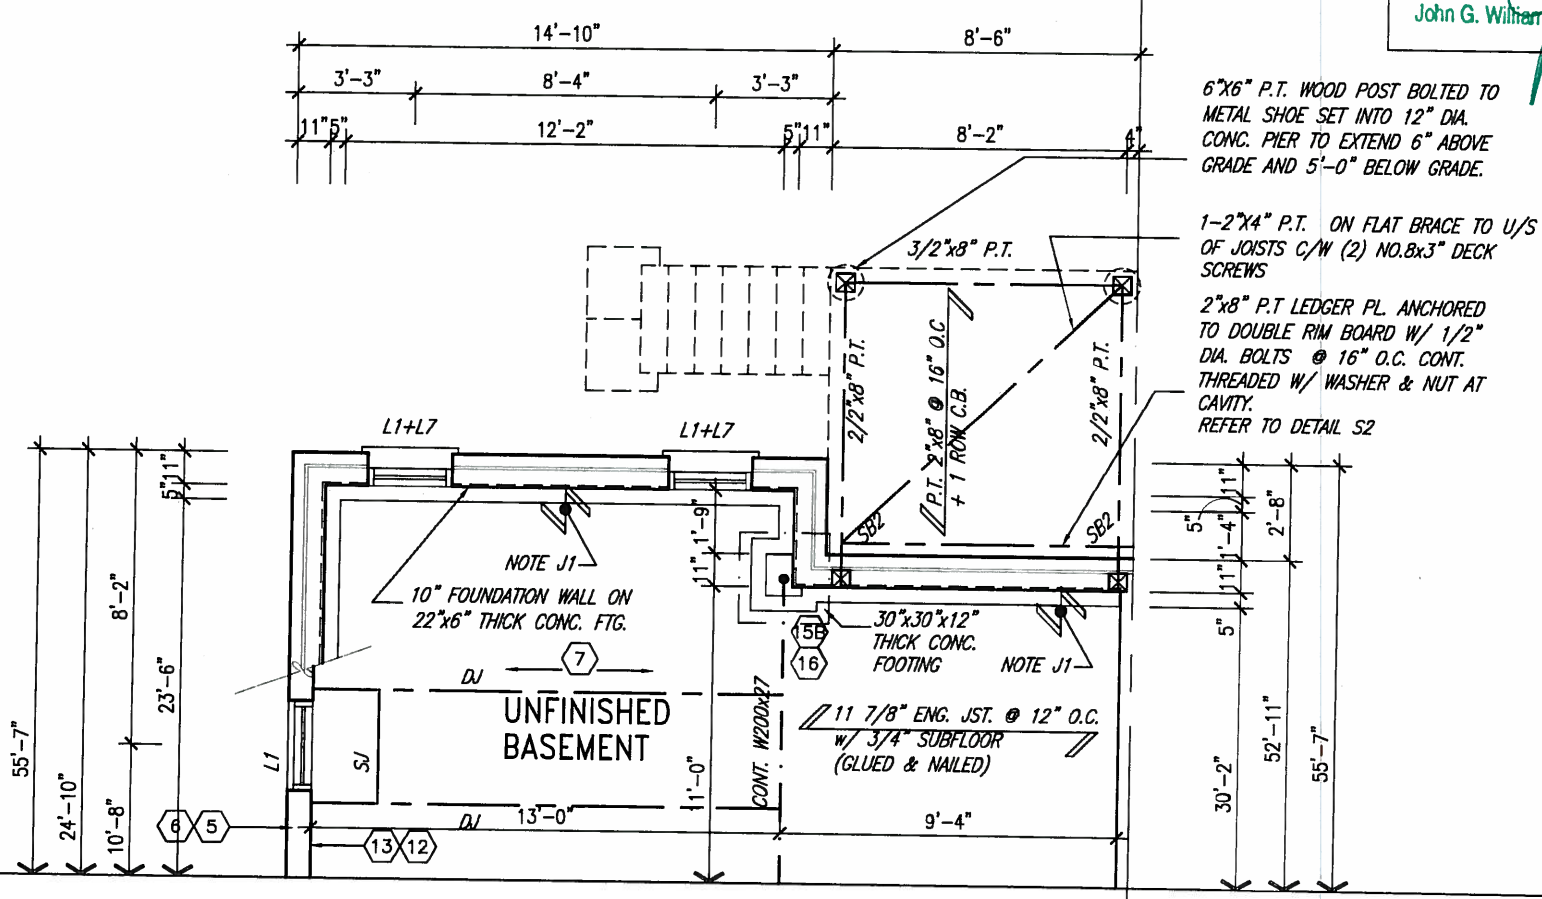 John G. William
14'-10"
8'-6"
3'-3"
8'-4"
3'-3"
11"
5"
12'-2"
5"
11"
8'-2"
4"
6"X6" P.T. WOOD POST BOLTED TO
METAL SHOE SET INTO 12" DIA.
CONC. PIER TO EXTEND 6" ABOVE
GRADE AND 5'-0" BELOW GRADE.
1-2"X4" P.T. ON FLAT BRACE TO U/S
OF JOISTS C/W (2) NO.8x3" DECK
SCREWS
2"x8" P.T LEDGER PL. ANCHORED
TO DOUBLE RIM BOARD W/ 1/2"
DIA. BOLTS @ 16" O.C. CONT.
THREADED W/ WASHER & NUT AT
CAVITY.
REFER TO DETAIL S2
3/2"x8" P.T.
2/2"x8" P.T.
P.T. 2"x8" @ 16" O.C
+ 1 ROW C.B.
2/2"x8" P.T.
SB2
SB2
L1+L7
L1+L7
5"
11"
8'-2"
23'-6"
55'-7"
24'-10"
10'-8"
NOTE J1
10" FOUNDATION WALL ON
22"x6" THICK CONC. FTG.
1'-9"
11"
30"x30"x12"
THICK CONC.
FOOTING
NOTE J1
15B
16
7
DJ
UNFINISHED
BASEMENT
SJ
L1
CONT. W200x27
11 7/8" ENG. JST. @ 12" O.C.
w/ 3/4" SUBFLOOR
(GLUED & NAILED)
11'-0"
13'-0"
9'-4"
DJ
6
5
13
12
11"
5"
1'-4"
2'-8"
11"
5"
30'-2"
52'-11"
55'-7"